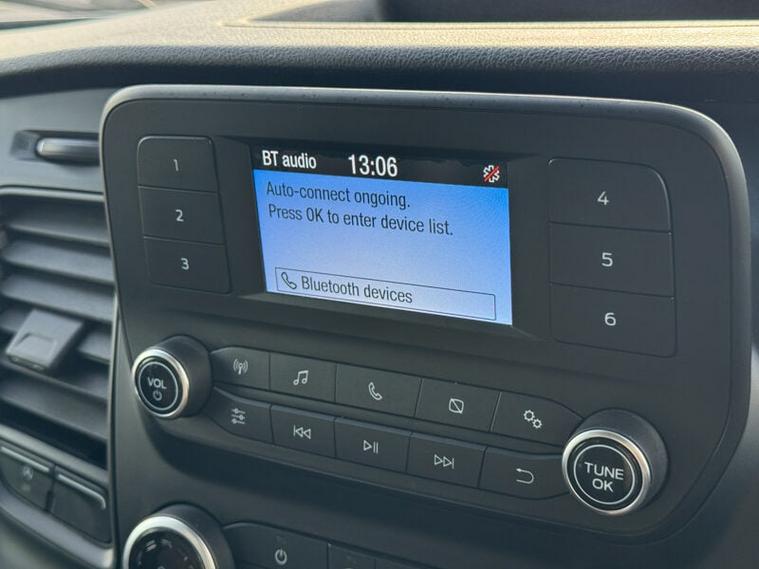 BT audio 13:06
Auto-connect ongoing.
Press OK to enter device list.
Bluetooth devices
1
2
3
4
5
6
VOL
TUNE
OK